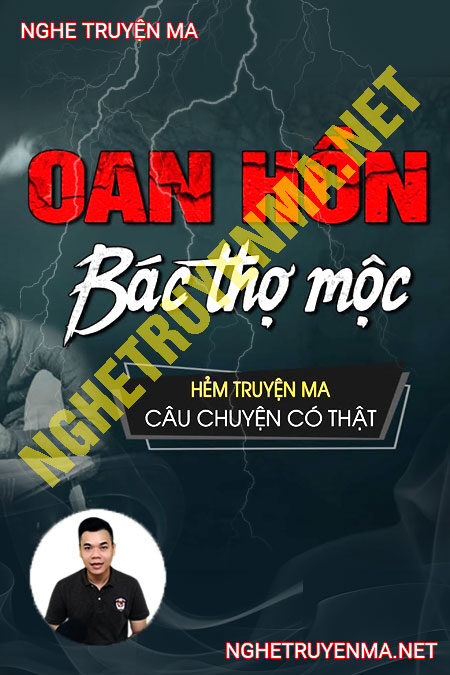 NGHE TRUYỆN MA
OAN HỒN
Bác thợ mộc
HẺM TRUYỆN MA
CÂU CHUYỆN CÓ THẬT
NGHETRUYENMA.NET
NGHETRUYENMA.NET